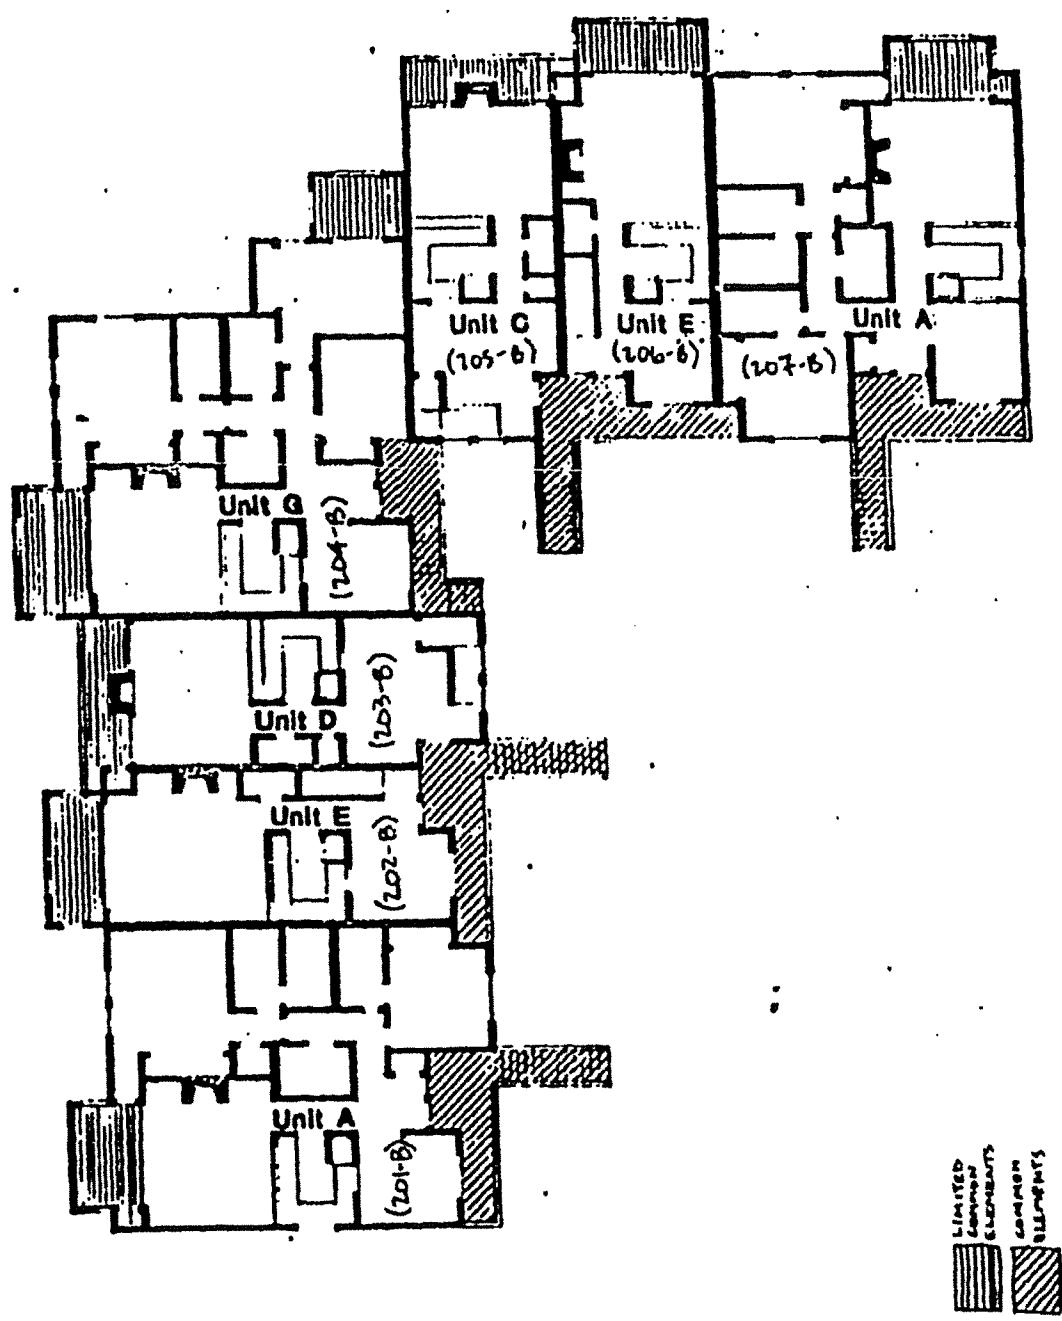 Unit C
(205-B)
Unit E
(206-B)
Unit A
(207-B)
Unit G
(204-B)
Unit D
(203-B)
Unit E
(202-B)
Unit A
(201-B)
LIMITED
COMMON
ELEMENTS
COMMON
ELEMENTS